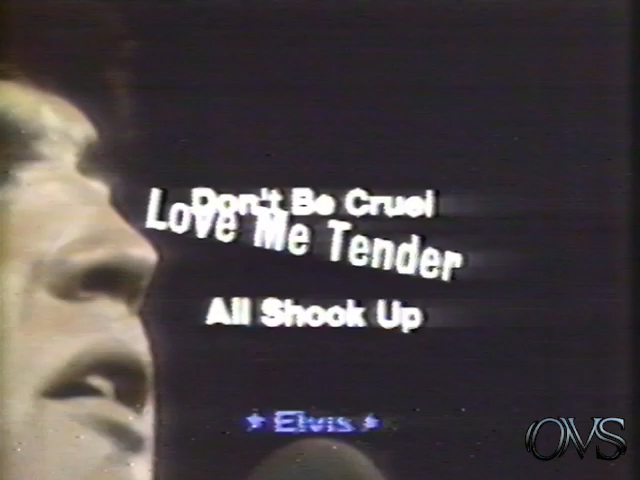 Don't Be Cruel
Love Me Tender
All Shook Up
* Elvis *
OVS